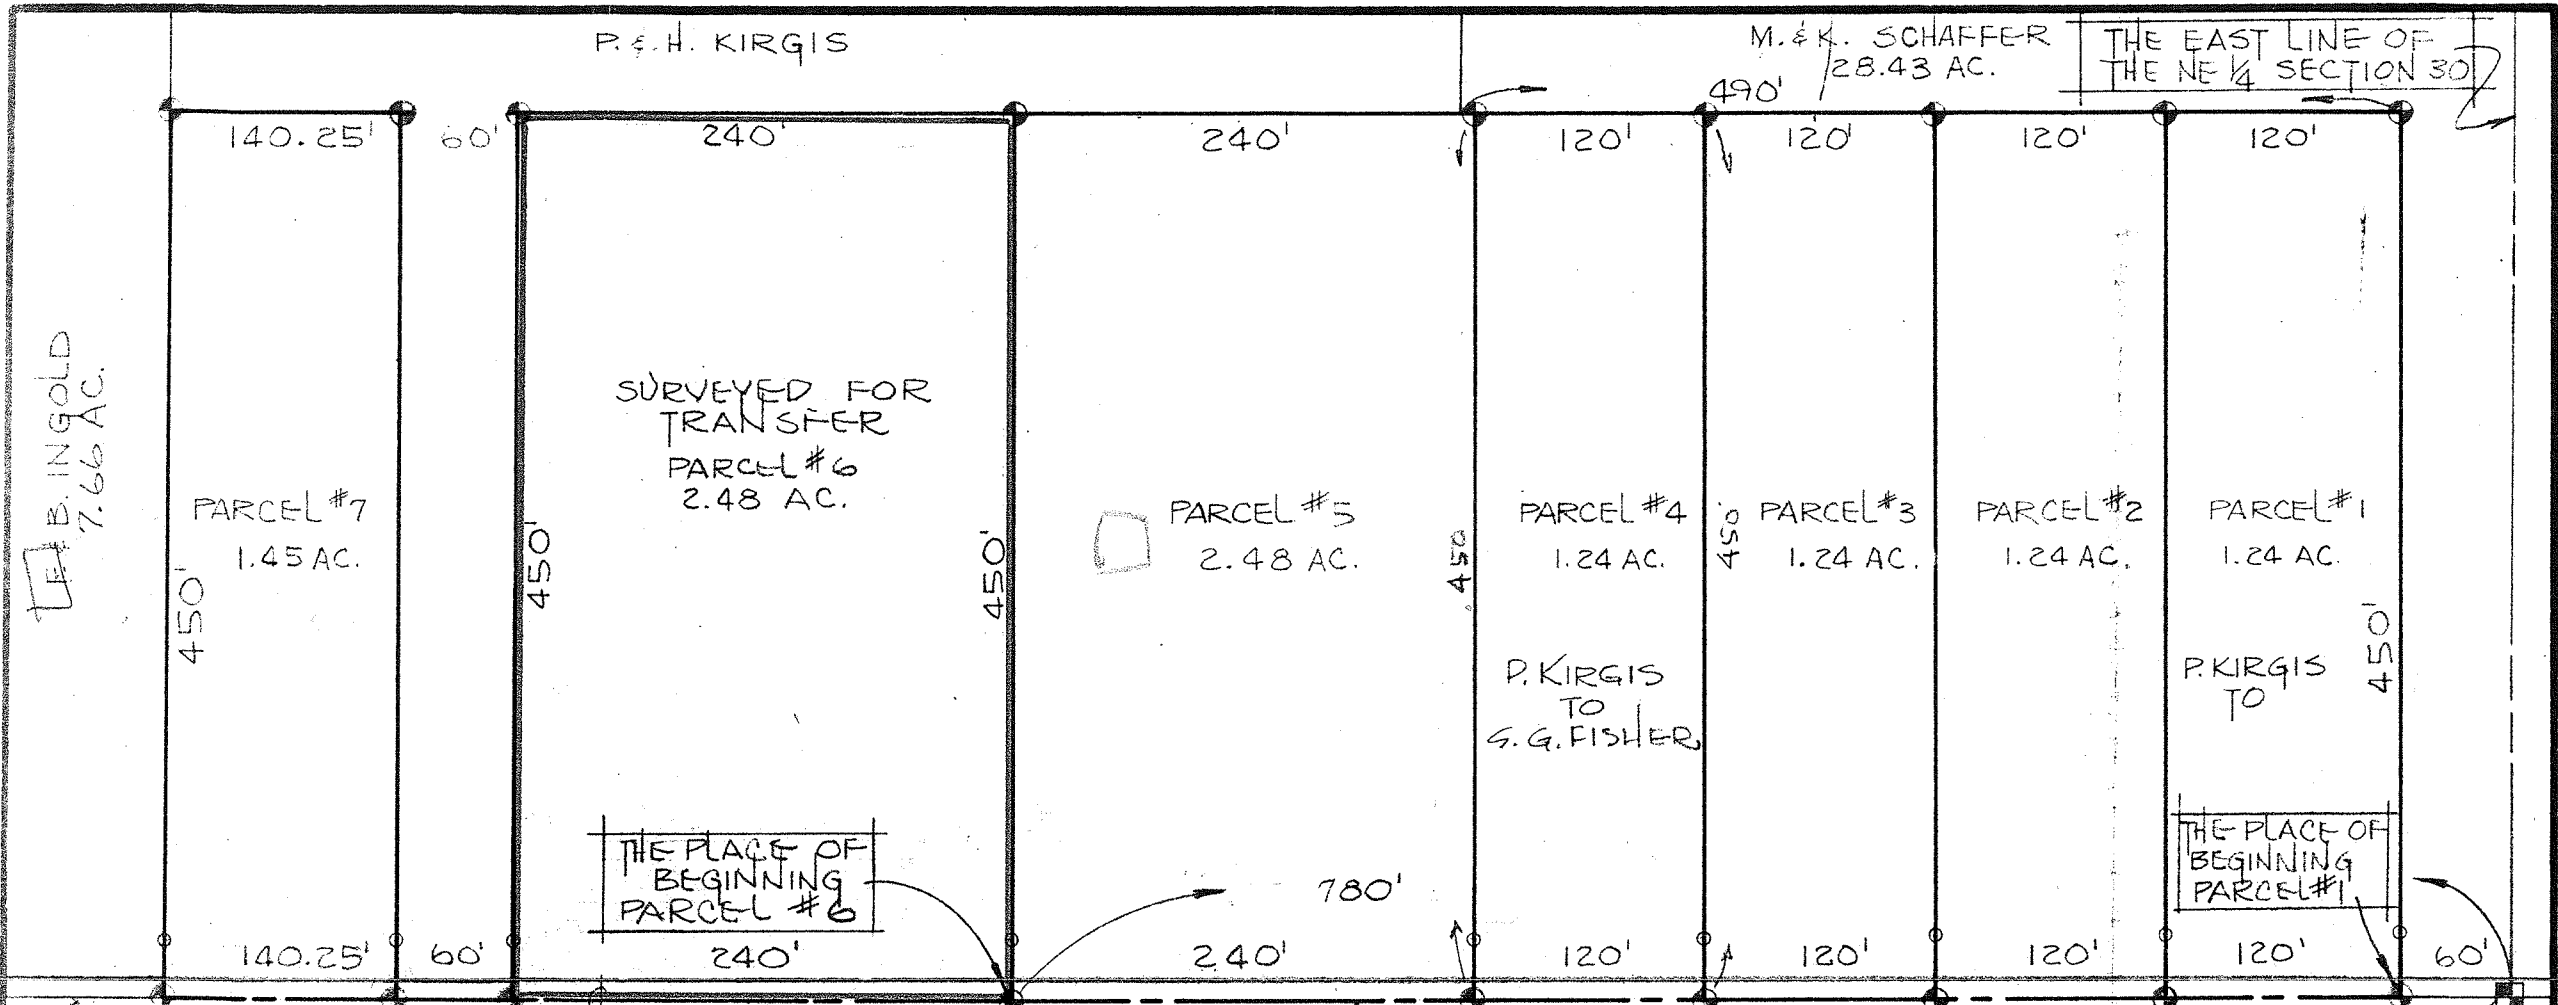 P. & H. KIRGIS
M. & K. SCHAFFER
28.43 AC.
THE EAST LINE OF
THE NE 1/4 SECTION 30
490'
140.25'
60'
240'
240'
120'
120'
120'
120'
B. INGOLD
7.66 AC.
SURVEYED FOR
TRANSFER
PARCEL #6
2.48 AC.
PARCEL #7
1.45 AC.
PARCEL #5
2.48 AC.
PARCEL #4
1.24 AC.
PARCEL #3
1.24 AC.
PARCEL #2
1.24 AC.
PARCEL #1
1.24 AC.
450'
450'
450'
450
450'
450'
P. KIRGIS
TO
G. FISHER
P. KIRGIS
TO
THE PLACE OF
BEGINNING
PARCEL #6
780'
THE PLACE OF
BEGINNING
PARCEL #1
140.25'
60'
240'
240'
120'
120'
120'
120'
60'